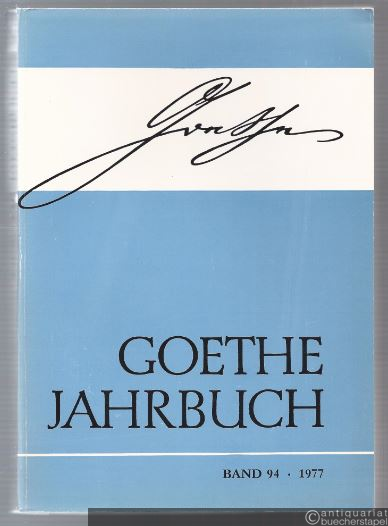 Goethe
GOETHE
JAHRBUCH
BAND 94 · 1977
©antiquariat
buecherstapel